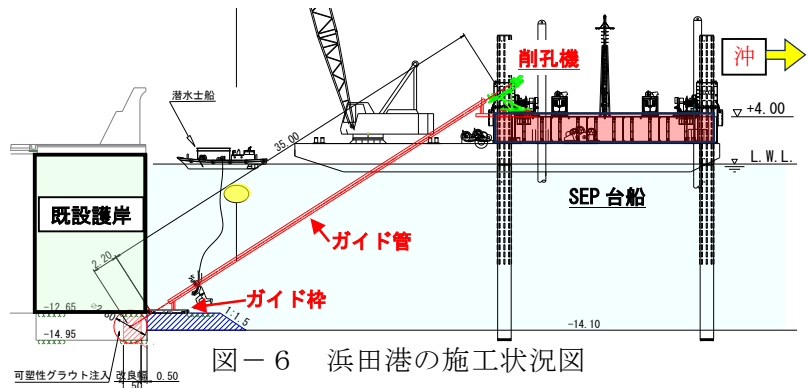 削孔機
沖
潜水士船
+4.00
35.00
L.W.L.
既設護岸
SEP 台船
ガイド管
2.20
ガイド枠
-12.65
1:1.5
-14.95
-14.10
可塑性グラウト注入
改良幅 0.50
図－6 浜田港の施工状況図